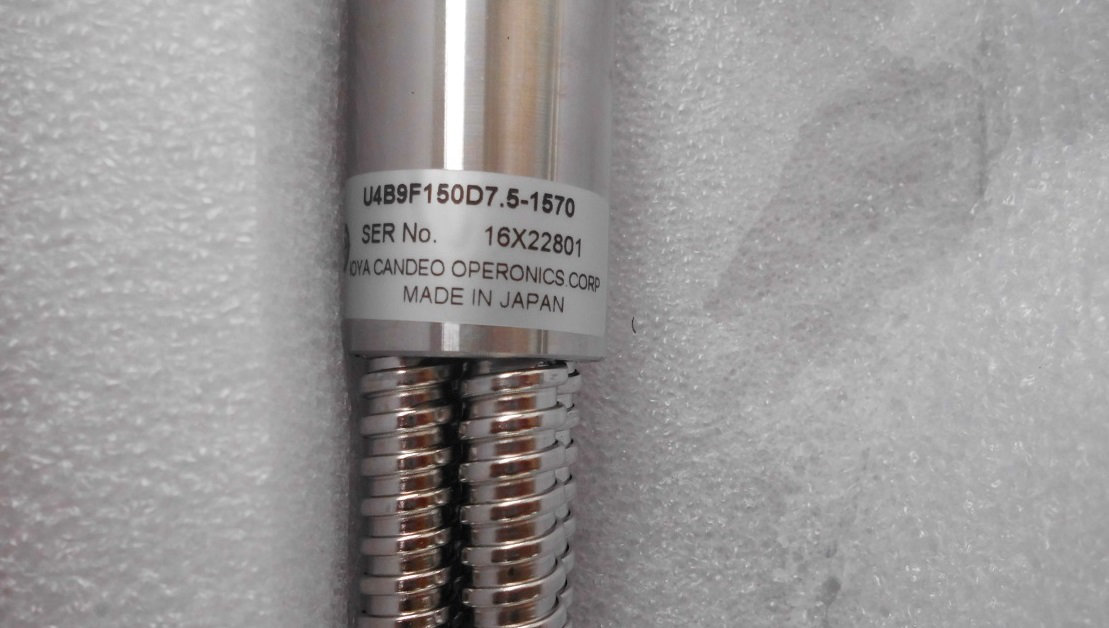 U4B9F150D7.5-1570
SER No. 16X22801
OYA CANDEO OPERONICS.CORP
MADE IN JAPAN